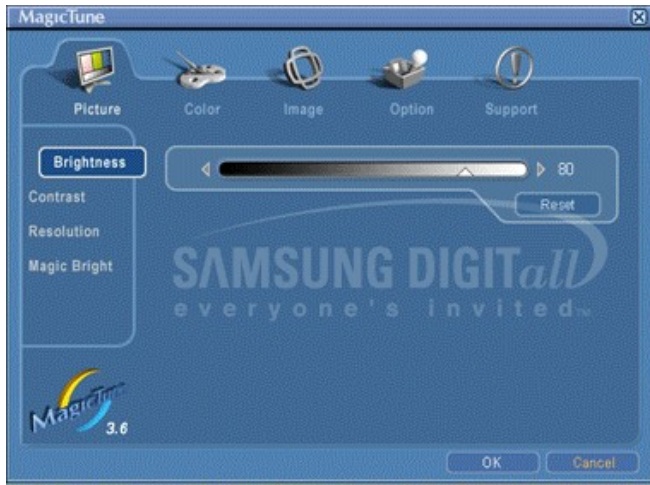 MagicTune
Picture Color Image Option Support
Brightness
80
Contrast
Reset
Resolution
Magic Bright
SAMSUNG DIGITall
everyone's invited™
MagicTune
3.6
OK Cancel